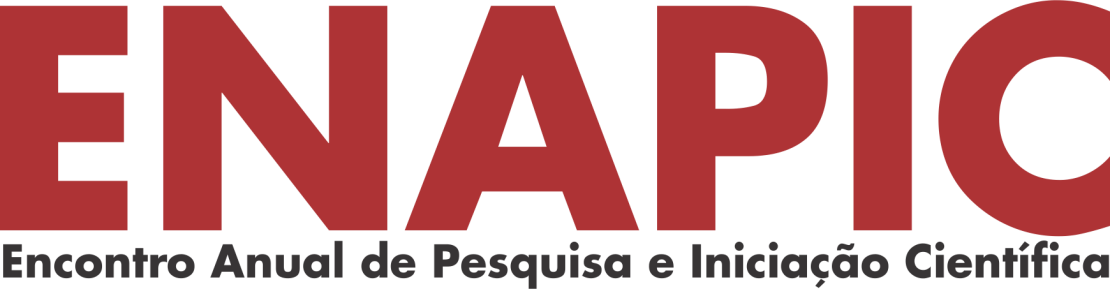 ENAPIC
Encontro Anual de Pesquisa e Iniciação Científica